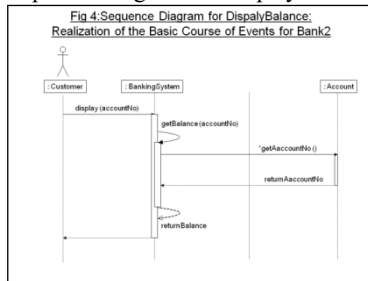 Fig 4:Sequence Diagram for DispalyBalance:
Realization of the Basic Course of Events for Bank2
: Customer
: BankingSystem
: Account
display (accountNo)
getBalance (accountNo)
*getAaccountNo ()
returnAaccountNo
returnBalance